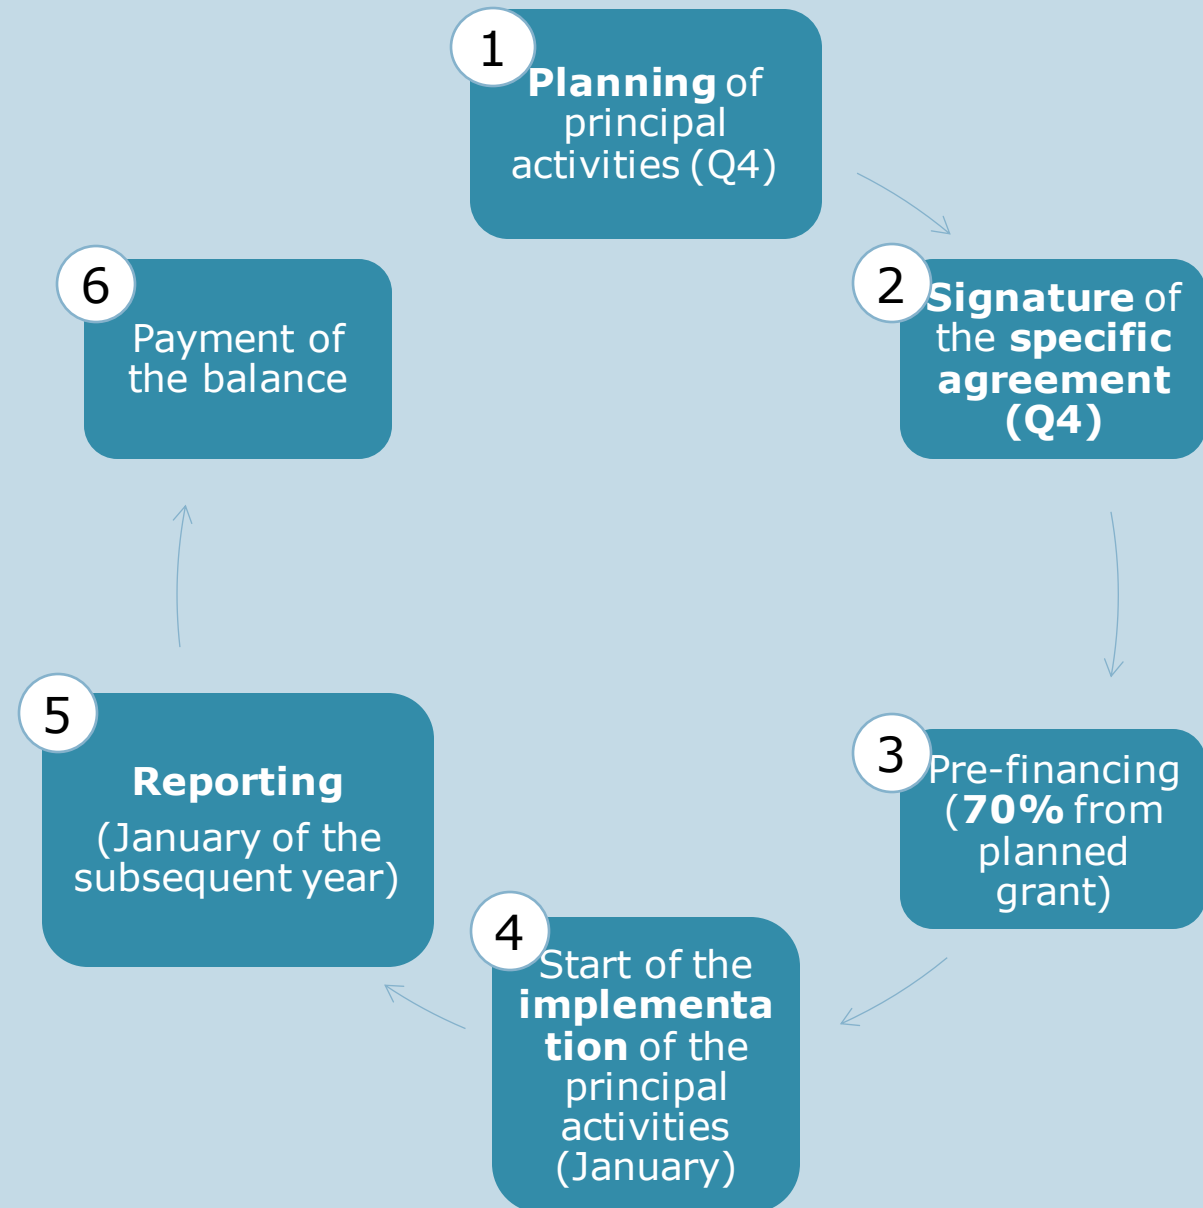 1
Planning of
principal
activities (Q4)
2
Signature of
the specific
agreement
(Q4)
3
Pre-financing
(70% from
planned
grant)
4
Start of the
implementa
tion of the
principal
activities
(January)
5
Reporting
(January of the
subsequent year)
6
Payment of
the balance